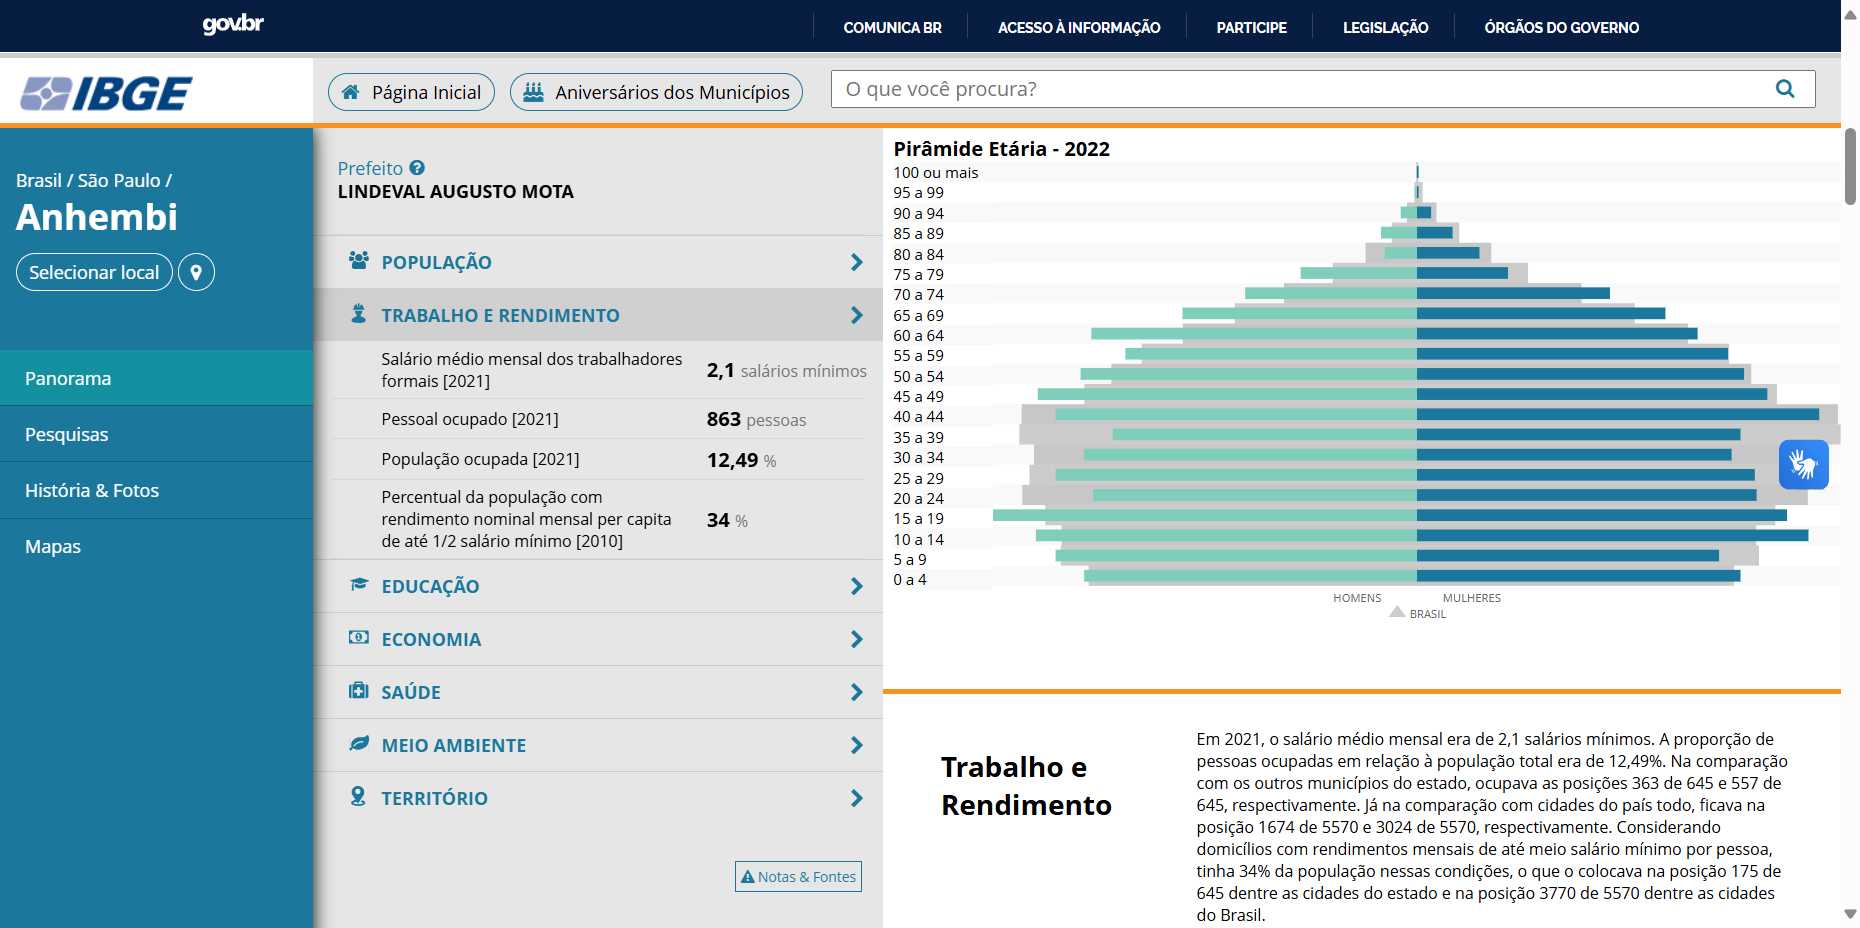 gov.br
COMUNICA BR
ACESSO À INFORMAÇÃO
PARTICIPE
LEGISLAÇÃO
ÓRGÃOS DO GOVERNO
IBGE
Página Inicial
Aniversários dos Municípios
O que você procura?
Brasil / São Paulo /
Anhembi
Selecionar local
Panorama
Pesquisas
História & Fotos
Mapas
Prefeito ?
LINDEVAL AUGUSTO MOTA
POPULAÇÃO
TRABALHO E RENDIMENTO
Salário médio mensal dos trabalhadores
formais [2021]
2,1 salários mínimos
Pessoal ocupado [2021]
863 pessoas
População ocupada [2021]
12,49 %
Percentual da população com
rendimento nominal mensal per capita
de até 1/2 salário mínimo [2010]
34 %
EDUCAÇÃO
ECONOMIA
SAÚDE
MEIO AMBIENTE
TERRITÓRIO
Notas & Fontes
Pirâmide Etária - 2022
100 ou mais
95 a 99
90 a 94
85 a 89
80 a 84
75 a 79
70 a 74
65 a 69
60 a 64
55 a 59
50 a 54
45 a 49
40 a 44
35 a 39
30 a 34
25 a 29
20 a 24
15 a 19
10 a 14
5 a 9
0 a 4
HOMENS
MULHERES
BRASIL
Trabalho e
Rendimento
Em 2021, o salário médio mensal era de 2,1 salários mínimos. A proporção de
pessoas ocupadas em relação à população total era de 12,49%. Na comparação
com os outros municípios do estado, ocupava as posições 363 de 645 e 557 de
645, respectivamente. Já na comparação com cidades do país todo, ficava na
posição 1674 de 5570 e 3024 de 5570, respectivamente. Considerando
domicílios com rendimentos mensais de até meio salário mínimo por pessoa,
tinha 34% da população nessas condições, o que o colocava na posição 175 de
645 dentre as cidades do estado e na posição 3770 de 5570 dentre as cidades
do Brasil.